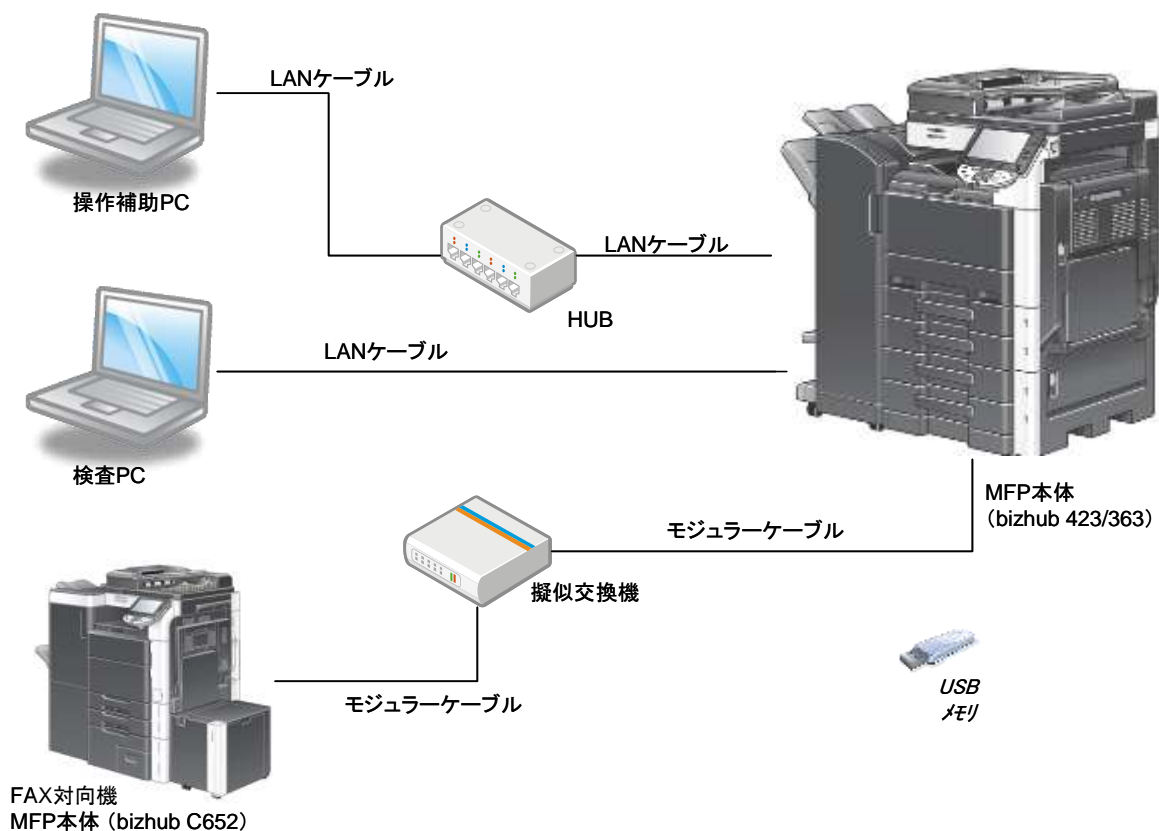 LANケーブル
操作補助PC
LANケーブル
HUB
LANケーブル
検査PC
MFP本体
（bizhub 423/363）
モジュラーケーブル
擬似交換機
USB
メモリ
モジュラーケーブル
FAX対向機
MFP本体（bizhub C652）